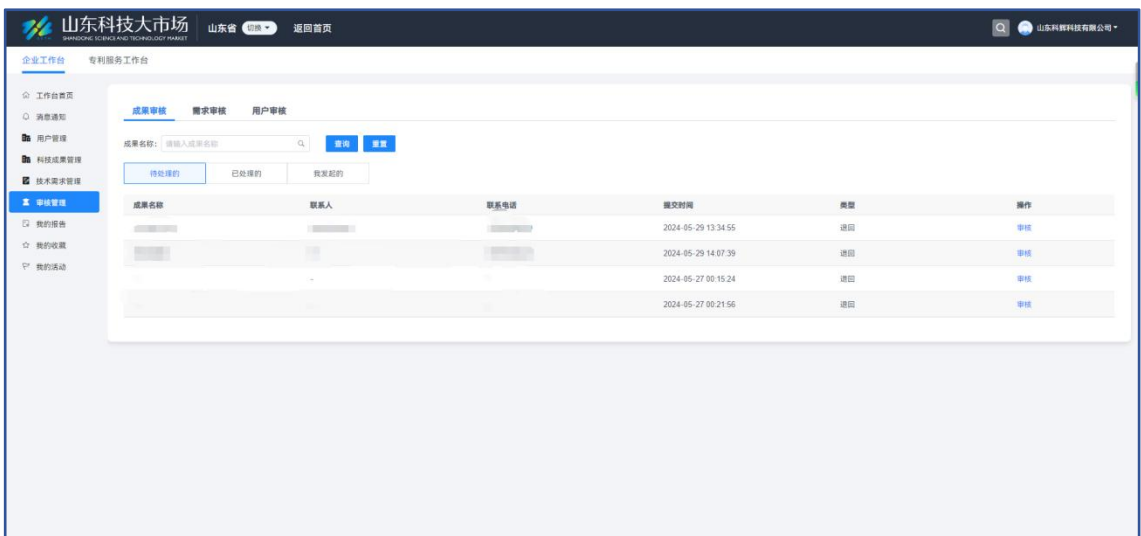 山东科技大市场 山东省 切换 返回首页 山东科辉科技有限公司
SHANDONG SCIENCE AND TECHNOLOGY MARKET
企业工作台 专利服务工作台
工作台首页
消息通知
用户管理
科技成果管理
技术需求管理
审核管理
我的报告
我的收藏
我的活动
成果审核 需求审核 用户审核
成果名称: 请输入成果名称 查询 重置
待处理的 已处理的 我发起的
成果名称 联系人 联系电话 提交时间 类型 操作
2024-05-29 13:34:55 退回 审核
2024-05-29 14:07:39 退回 审核
- 2024-05-27 00:15:24 退回 审核
2024-05-27 00:21:56 退回 审核